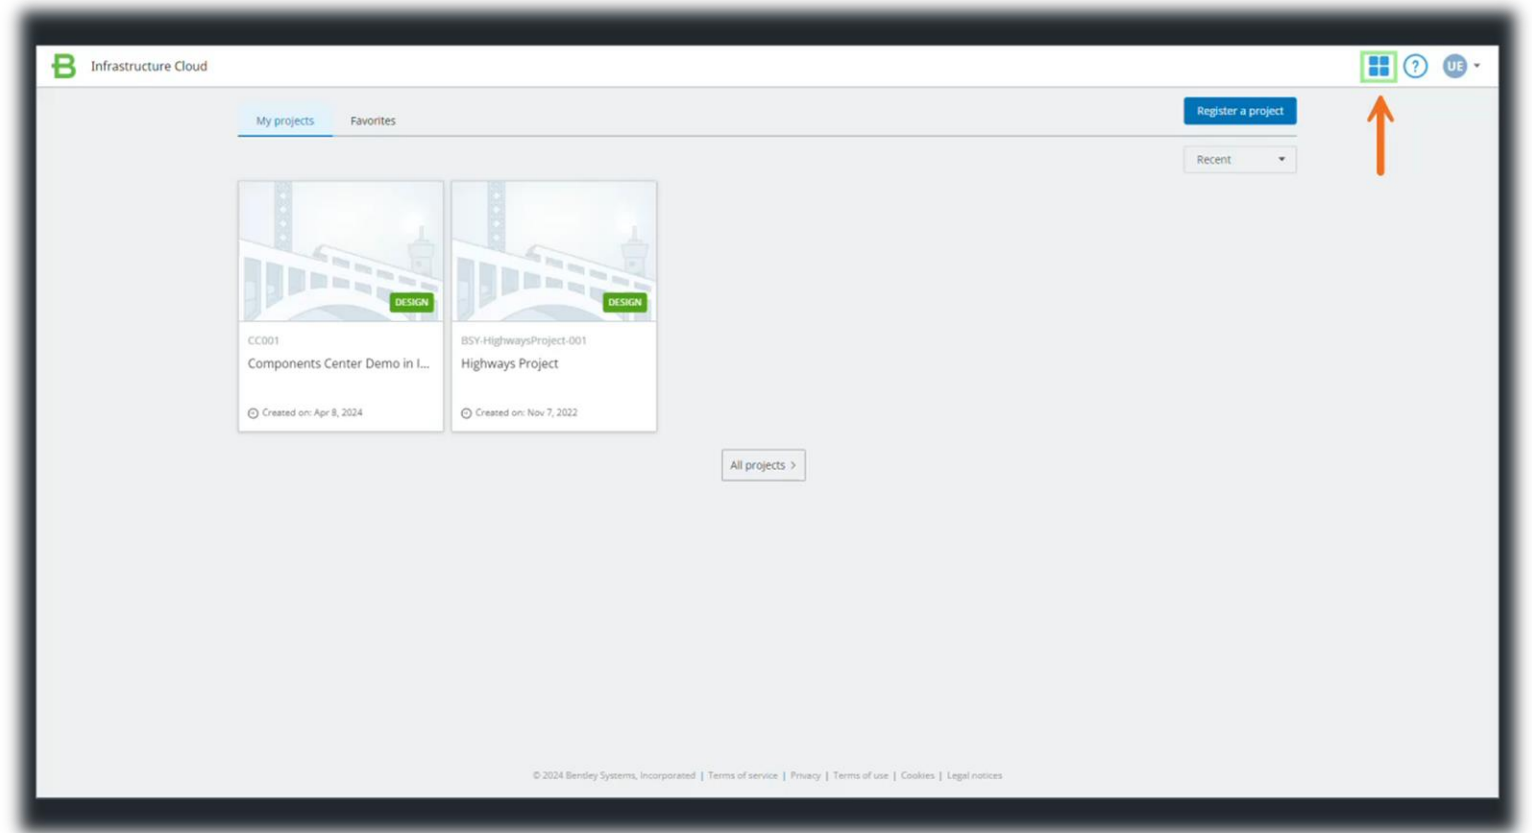 Infrastructure Cloud
?
UE
My projects
Favorites
Register a project
Recent
DESIGN
DESIGN
CC001
BSY-HighwaysProject-001
Components Center Demo in I...
Highways Project
Created on: Apr 8, 2024
Created on: Nov 7, 2022
All projects >
© 2024 Bentley Systems, Incorporated | Terms of service | Privacy | Terms of use | Cookies | Legal notices